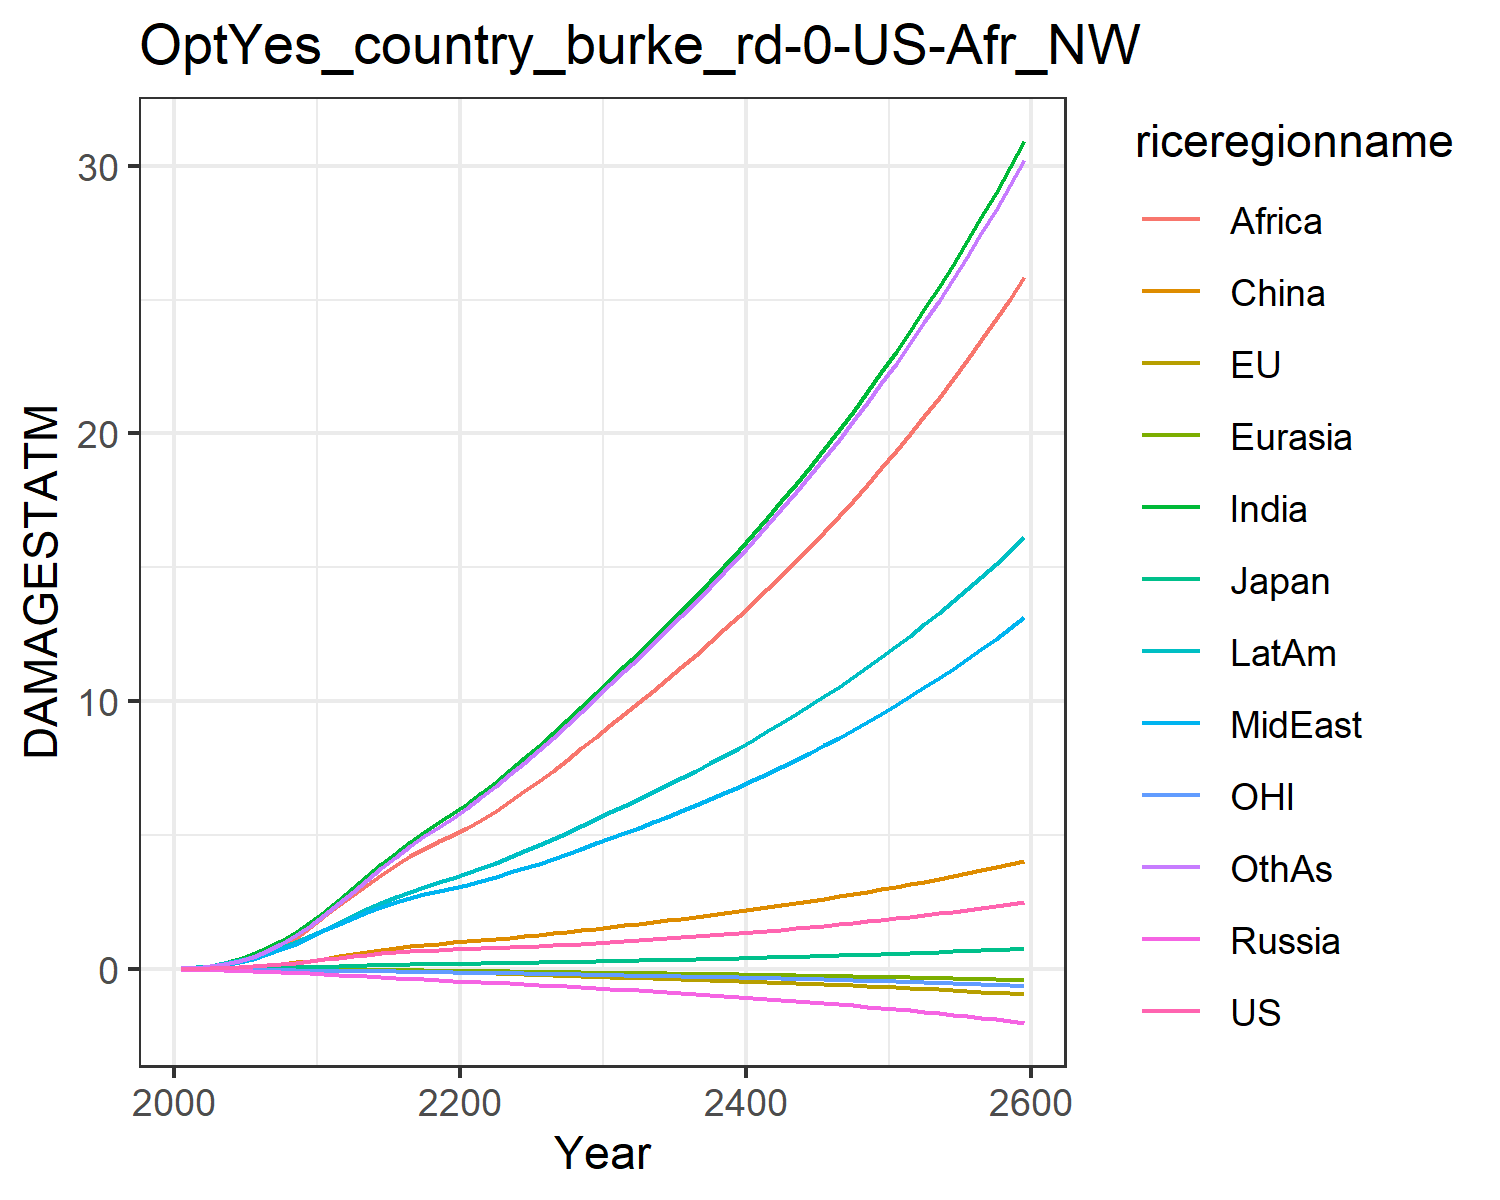 OptYes_country_burke_rd-0-US-Afr_NW
DAMAGESTATM
30
20
10
0
2000
2200
2400
2600
Year
riceregionname
Africa
China
EU
Eurasia
India
Japan
LatAm
MidEast
OHI
OthAs
Russia
US